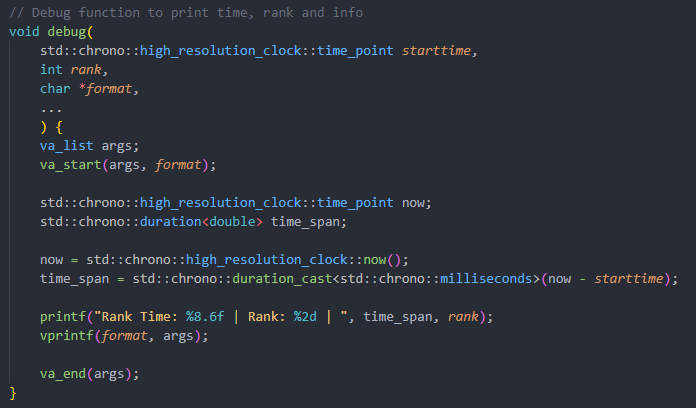 // Debug function to print time, rank and info
void debug(
    std::chrono::high_resolution_clock::time_point starttime,
    int rank,
    char *format,
    ...
    ) {
    va_list args;
    va_start(args, format);
    std::chrono::high_resolution_clock::time_point now;
    std::chrono::duration<double> time_span;
    now = std::chrono::high_resolution_clock::now();
    time_span = std::chrono::duration_cast<std::chrono::milliseconds>(now - starttime);
    printf("Rank Time: %8.6f | Rank: %2d | ", time_span, rank);
    vprintf(format, args);
    va_end(args);
}